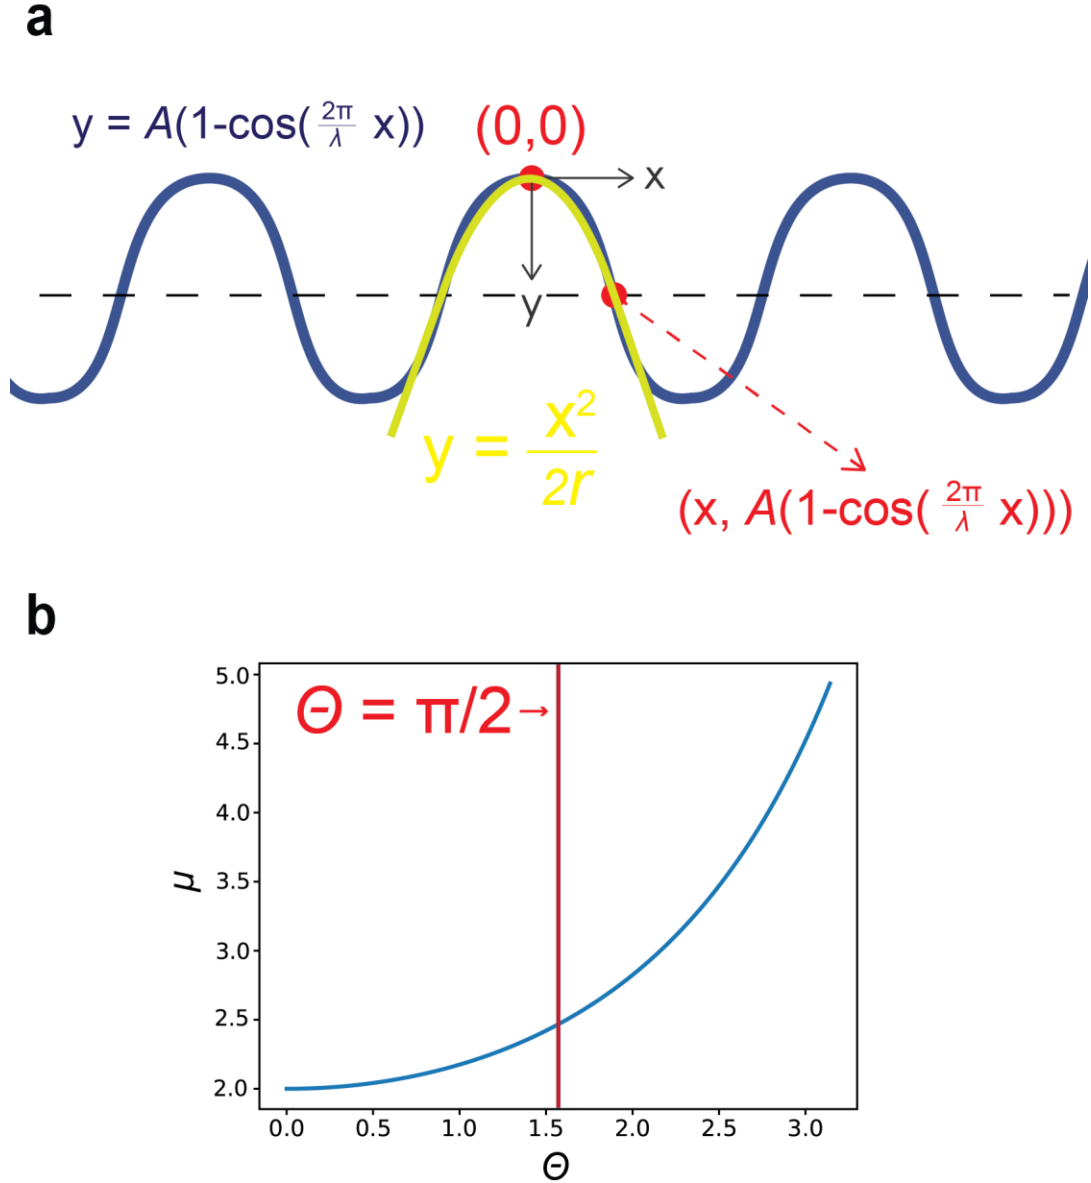 a
y = A(1-cos( 2π/λ x))
(0,0)
x
y
y = x²/2r
(x, A(1-cos( 2π/λ x)))
b
Θ = π/2→
5.0
4.5
4.0
3.5
3.0
2.5
2.0
μ
0.0 0.5 1.0 1.5 2.0 2.5 3.0
Θ